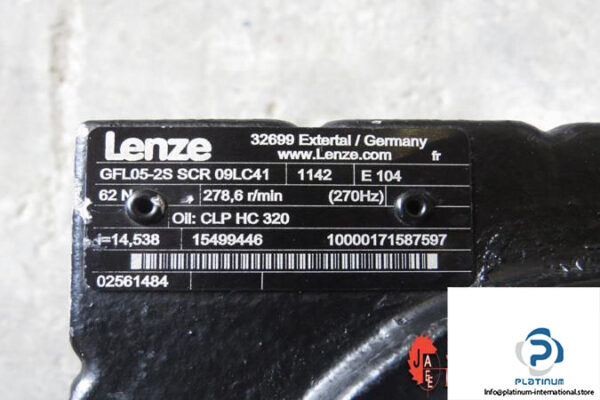 Lenze
32699 Extertal / Germany
www.Lenze.com fr
GFL05-2S SCR 09LC41 1142 E 104
62 N 278,6 r/min (270Hz)
Oil: CLP HC 320
i=14,538 15499446 10000171587597
02561484
JAEE
PLATINUM
Info@platinum-international.store